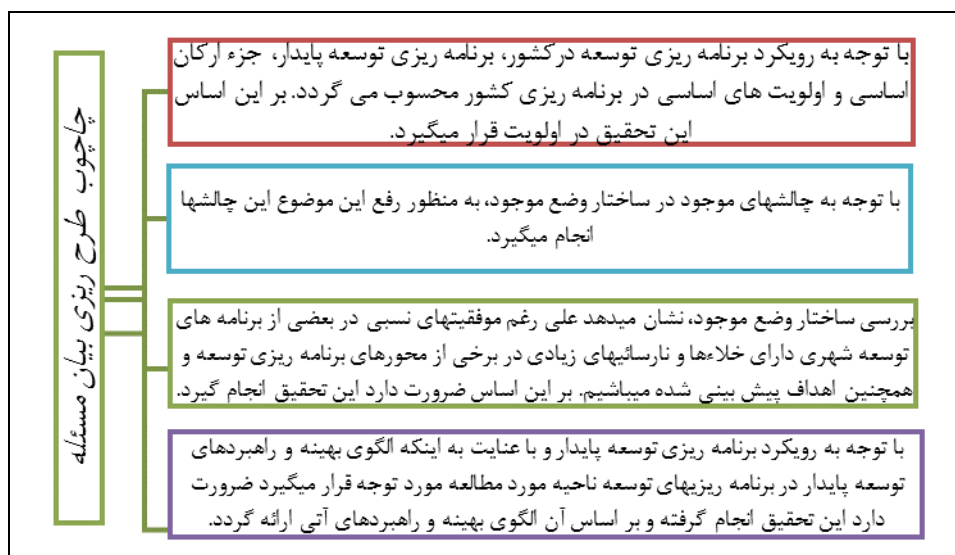 چاچوب طرح ریزی بیان مسئله
با توجه به رویکرد برنامه ریزی توسعه درکشور، برنامه ریزی توسعه پایدار، جزء ارکان
اساسی و اولویت های اساسی در برنامه ریزی کشور محسوب می گردد. بر این اساس
این تحقیق در اولویت قرار میگیرد.
با توجه به چالشهای موجود در ساختار وضع موجود، به منظور رفع این موضوع این چالشها
انجام میگیرد.
بررسی ساختار وضع موجود، نشان میدهد علی رغم موفقیتهای نسبی در بعضی از برنامه های
توسعه شهری دارای خلاءها و نارسائیهای زیادی در برخی از محورهای برنامه ریزی توسعه و
همچنین اهداف پیش بینی شده میباشیم. بر این اساس ضرورت دارد این تحقیق انجام گیرد.
با توجه به رویکرد برنامه ریزی توسعه پایدار و با عنایت به اینکه الگوی بهینه و راهبردهای
توسعه پایدار در برنامه ریزیهای توسعه ناحیه مورد مطالعه مورد توجه قرار میگیرد ضرورت
دارد این تحقیق انجام گرفته و بر اساس آن الگوی بهینه و راهبردهای آتی ارائه گردد.